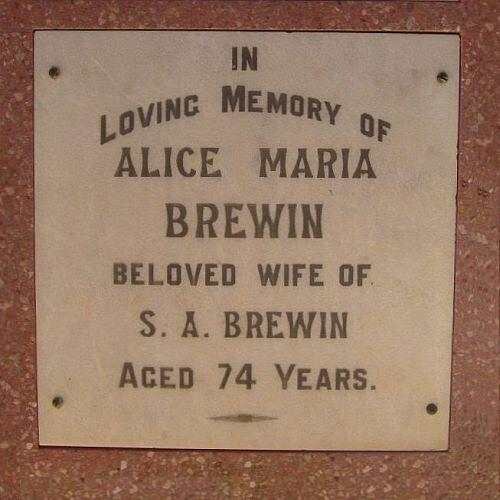 IN
LOVING MEMORY OF
ALICE MARIA
BREWIN
BELOVED WIFE OF
S. A. BREWIN
AGED 74 YEARS.